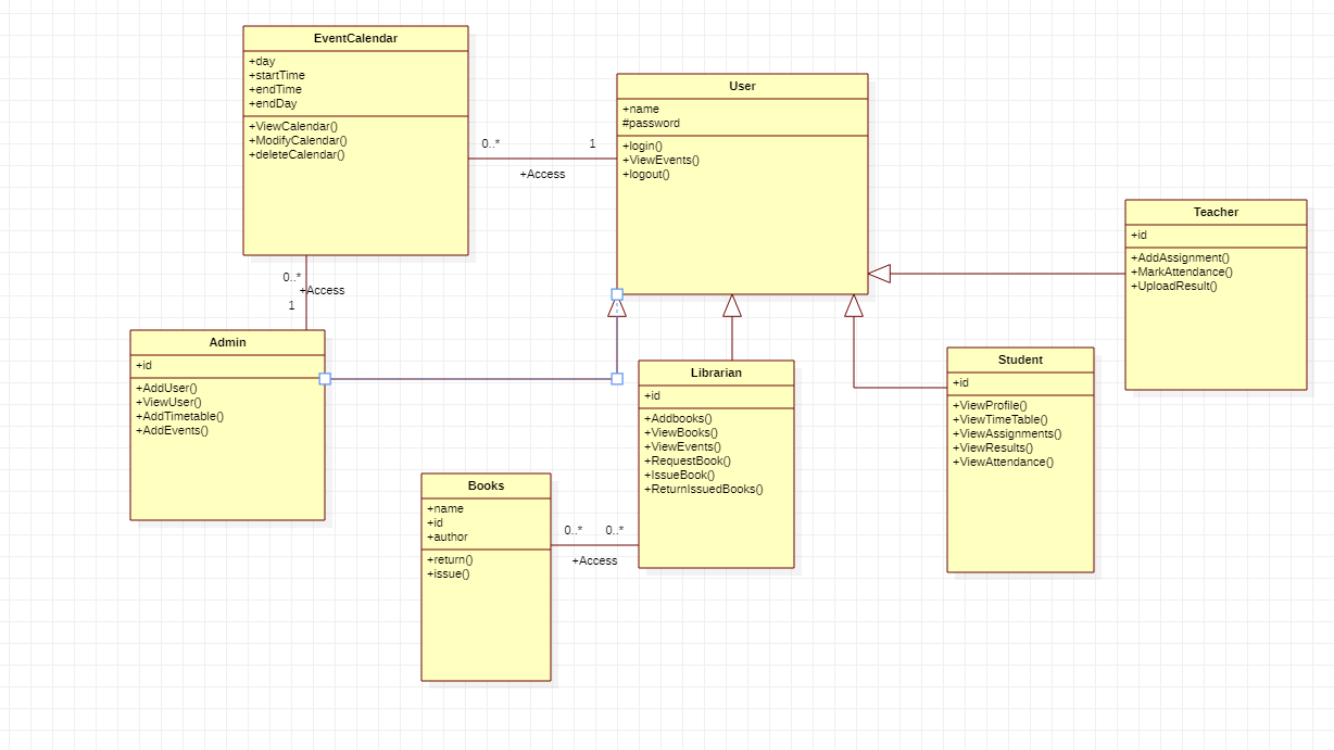 EventCalendar
+day
+startTime
+endTime
+endDay
+ViewCalendar()
+ModifyCalendar()
+deleteCalendar()
0..*
1
+Access
User
+name
#password
+login()
+ViewEvents()
+logout()
Teacher
+id
+AddAssignment()
+MarkAttendance()
+UploadResult()
0..*
+Access
1
Admin
+id
+AddUser()
+ViewUser()
+AddTimetable()
+AddEvents()
Librarian
+id
+Addbooks()
+ViewBooks()
+ViewEvents()
+RequestBook()
+IssueBook()
+ReturnIssuedBooks()
Student
+id
+ViewProfile()
+ViewTimeTable()
+ViewAssignments()
+ViewResults()
+ViewAttendance()
Books
+name
+id
+author
+return()
+issue()
0..*
0..*
+Access